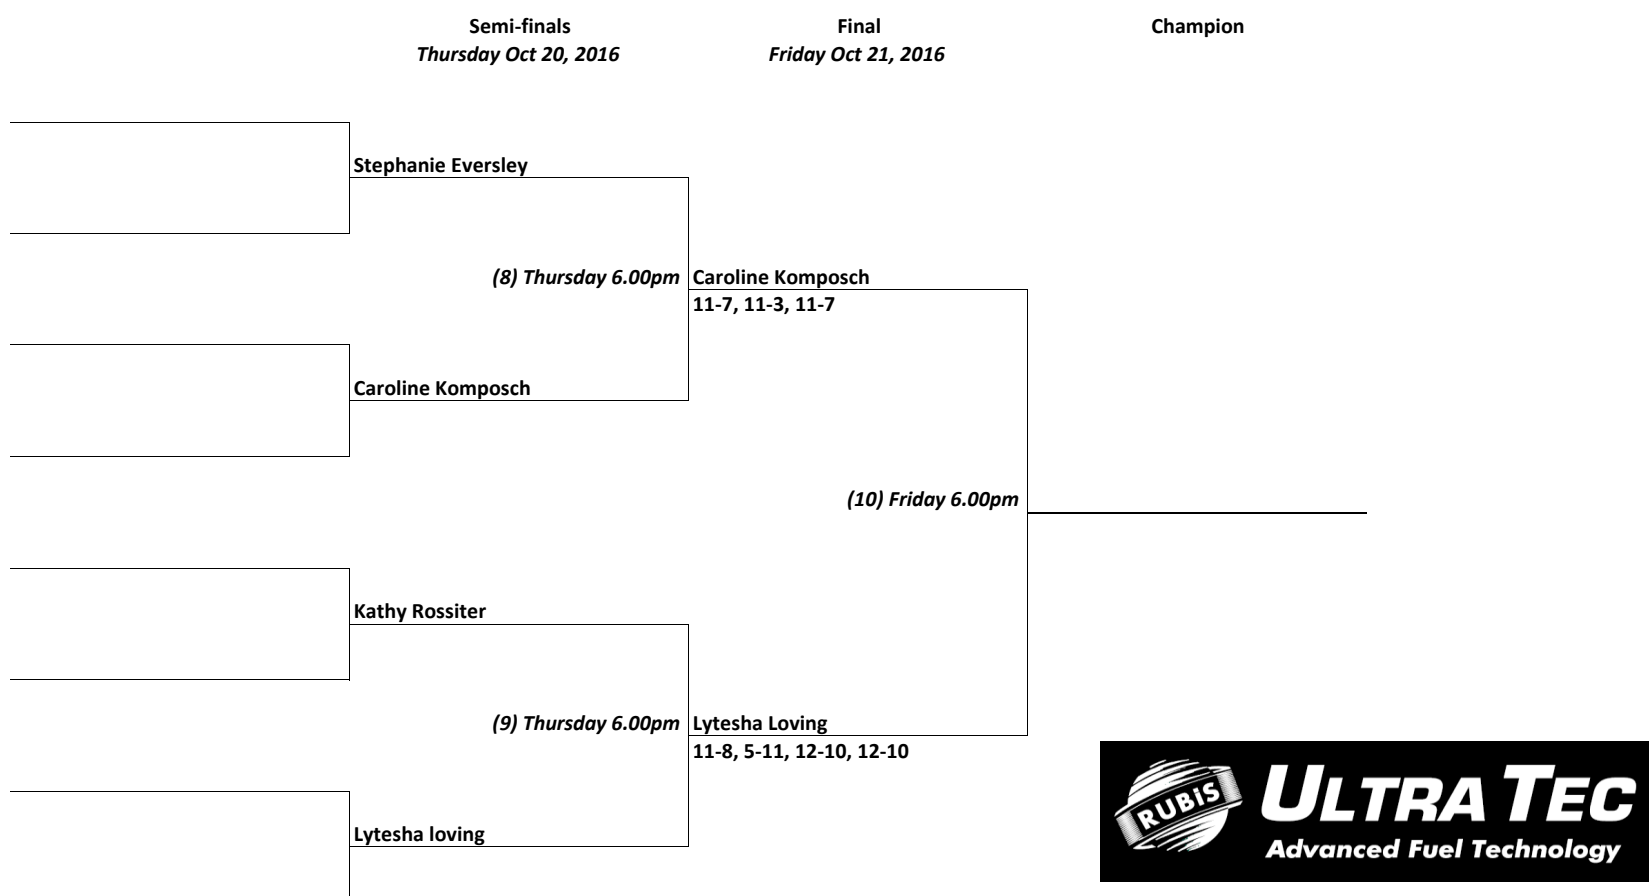 Semi-finals
Final
Champion
Thursday Oct 20, 2016
Friday Oct 21, 2016
Stephanie Eversley
(8) Thursday 6.00pm
Caroline Komposch
11-7, 11-3, 11-7
Caroline Komposch
(10) Friday 6.00pm
Kathy Rossiter
(9) Thursday 6.00pm
Lytesha Loving
11-8, 5-11, 12-10, 12-10
Lytesha loving
RUBiS
ULTRA TEC
Advanced Fuel Technology